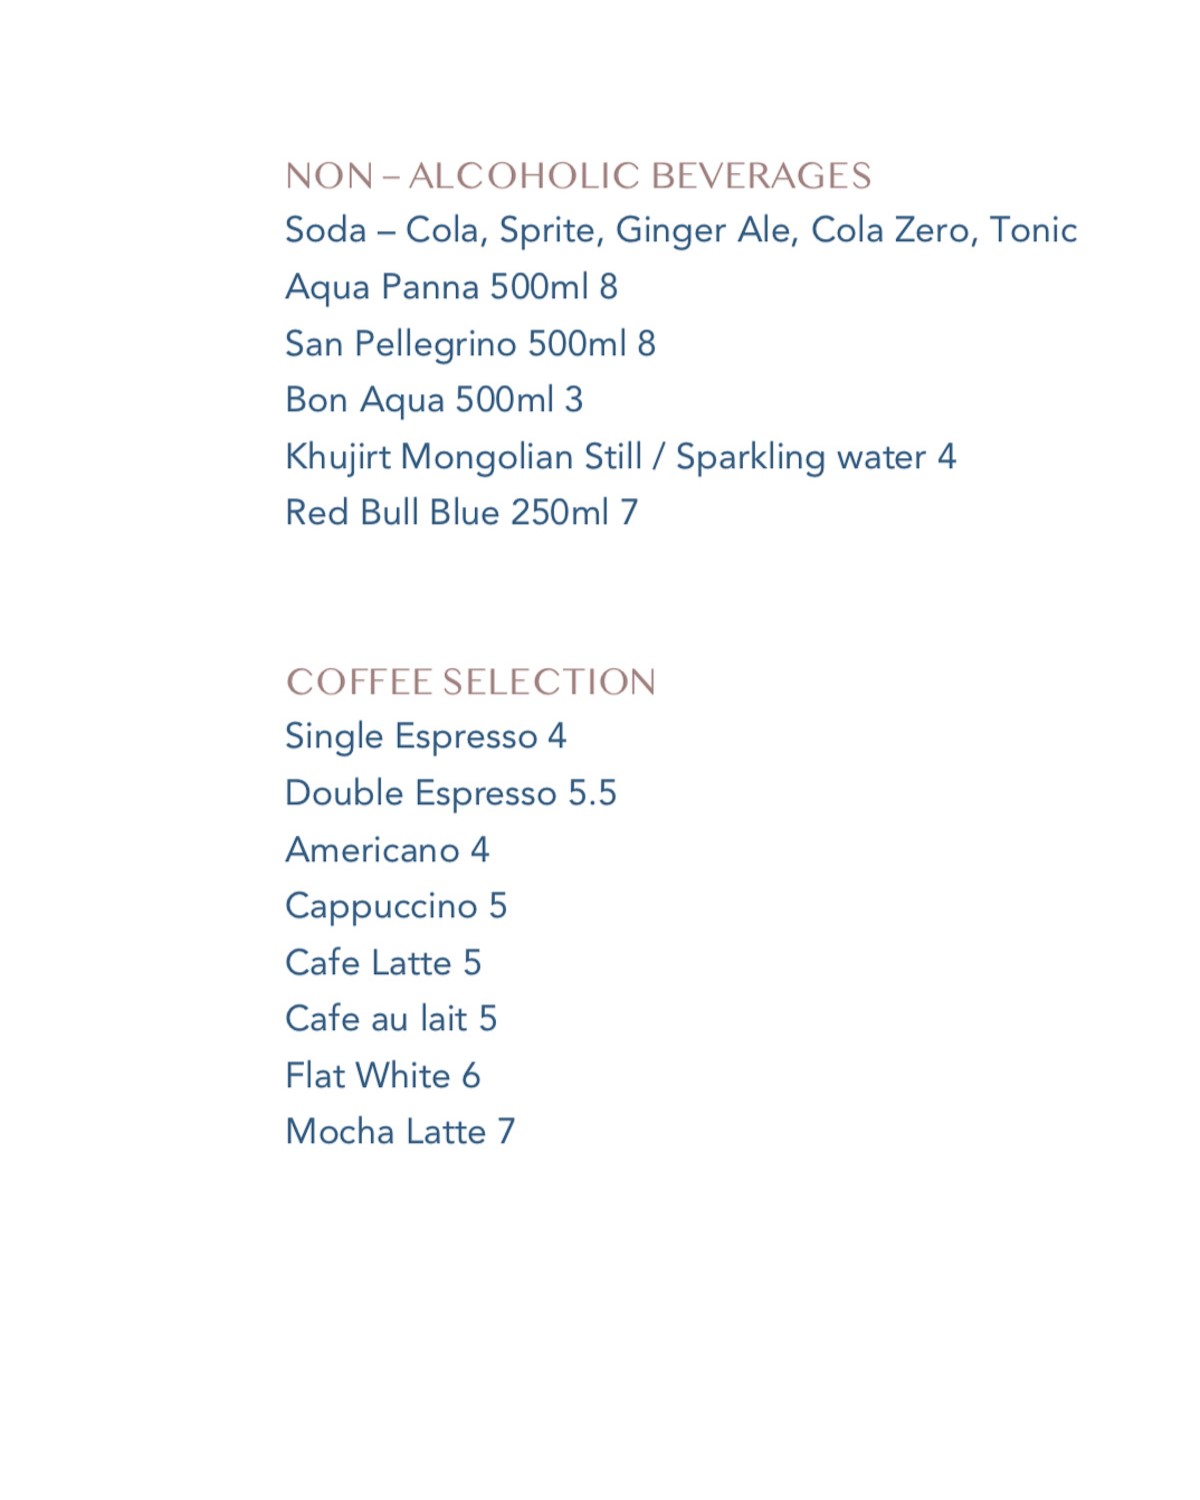 NON – ALCOHOLIC BEVERAGES
Soda – Cola, Sprite, Ginger Ale, Cola Zero, Tonic
Aqua Panna 500ml 8
San Pellegrino 500ml 8
Bon Aqua 500ml 3
Khujirt Mongolian Still / Sparkling water 4
Red Bull Blue 250ml 7
COFFEE SELECTION
Single Espresso 4
Double Espresso 5.5
Americano 4
Cappuccino 5
Cafe Latte 5
Cafe au lait 5
Flat White 6
Mocha Latte 7